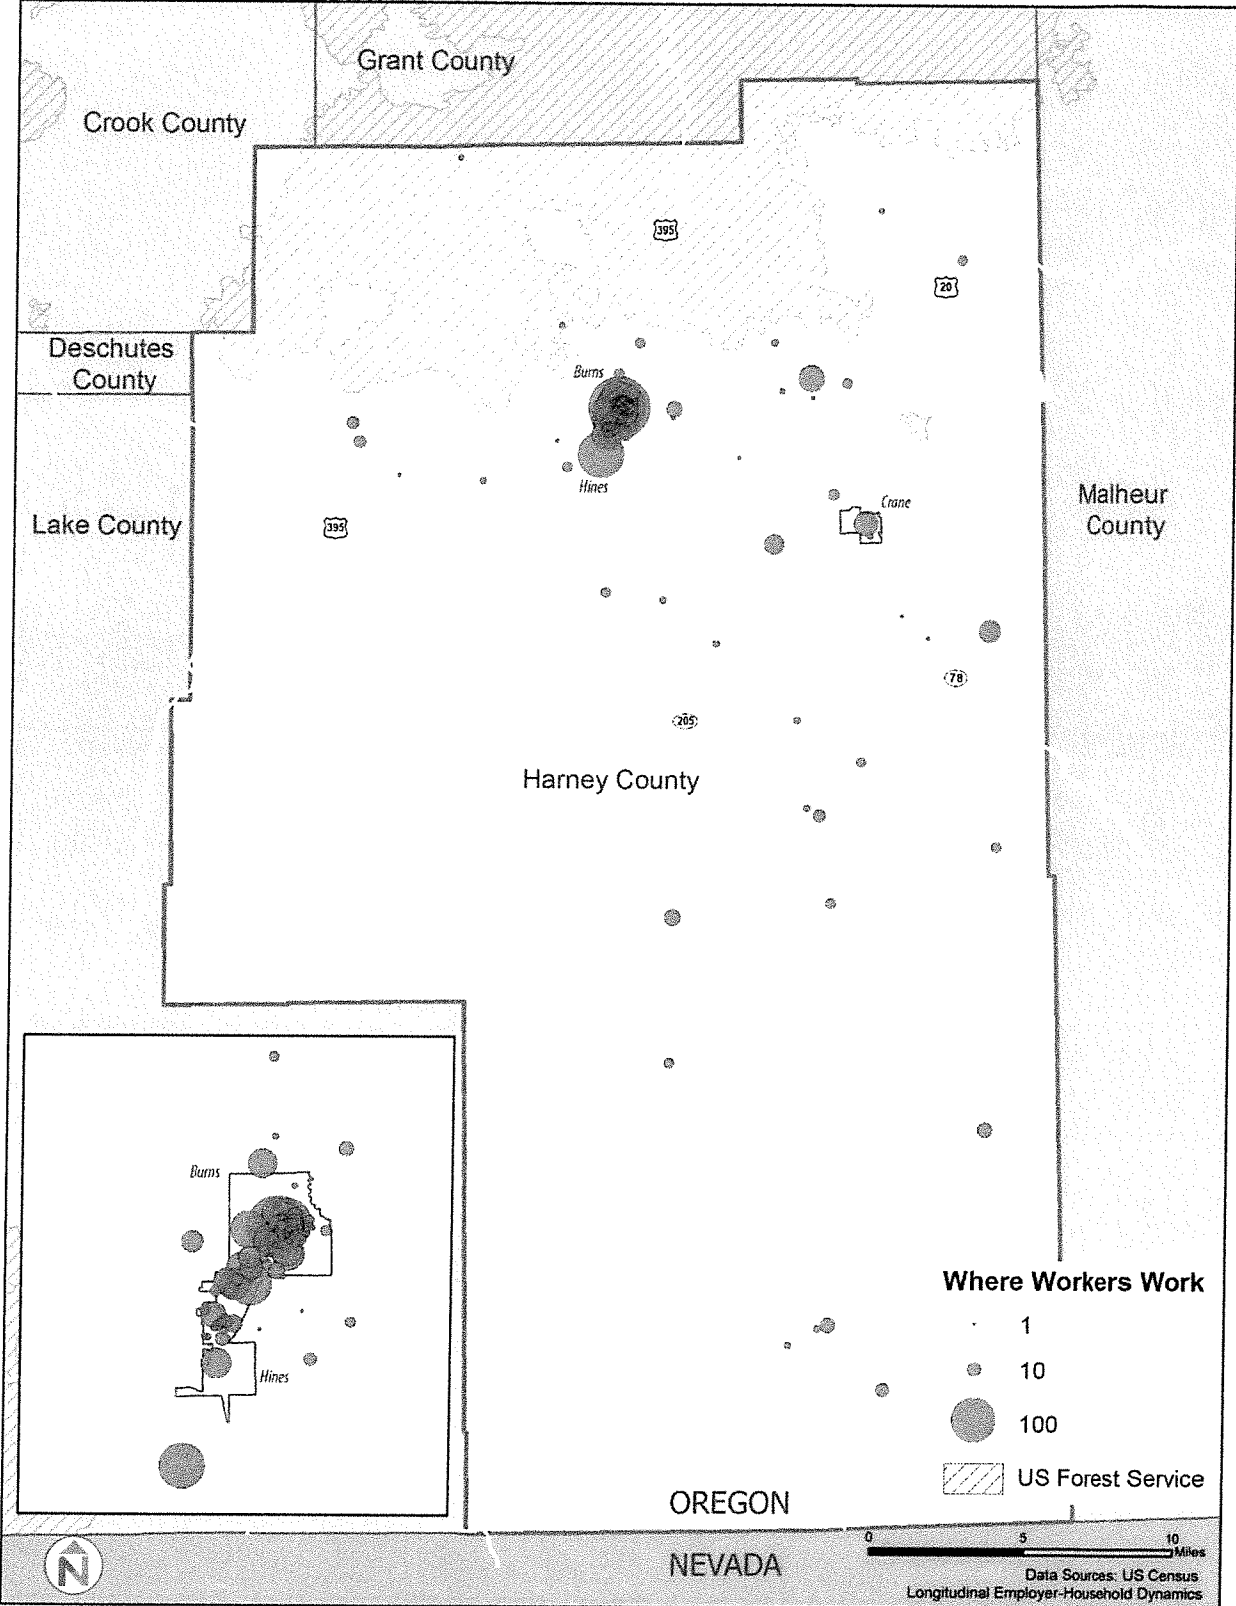 Grant County
Crook County
395
20
Deschutes
County
Burns
Hines
Crane
Lake County
395
Malheur
County
78
205
Harney County
Burns
Hines
Where Workers Work
1
10
100
US Forest Service
OREGON
NEVADA
N
0 5 10
Miles
Data Sources: US Census
Longitudinal Employer-Household Dynamics